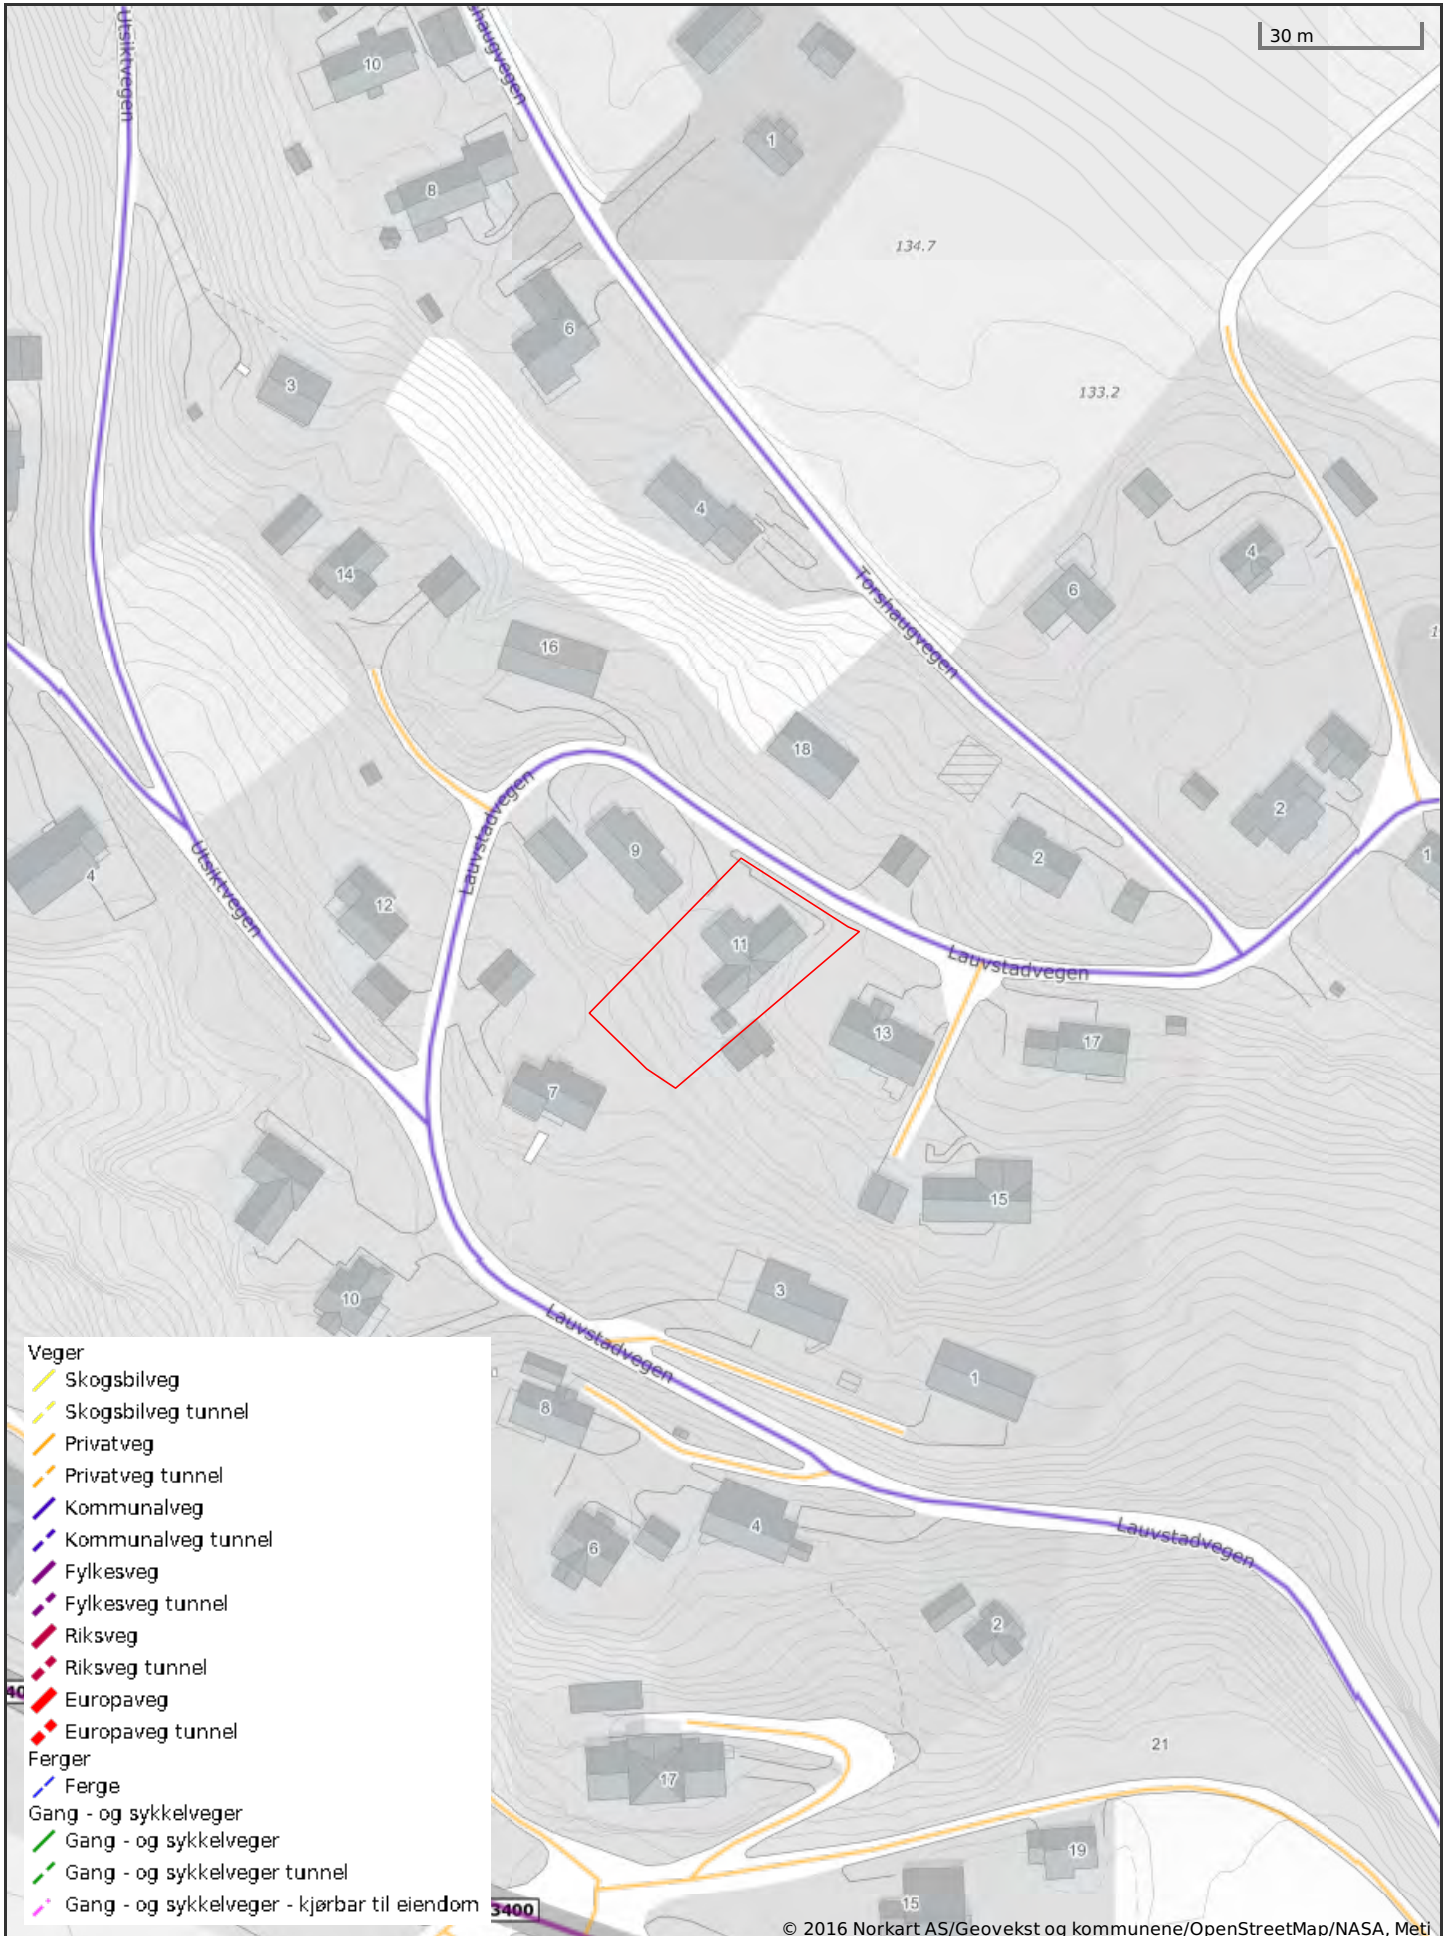 30 m
Utsiktvegen
shaugvegen
10
1
8
134.7
6
3
133.2
4
4
14
6
Torshaugvegen
16
18
2
Lauvstadvegen
9
2
1
4
Utsiktvegen
12
11
Lauvstadvegen
13
17
7
15
3
10
Lauvstadvegen
1
8
4
6
Lauvstadvegen
2
21
17
19
15
3400
40
Veger
Skogsbilveg
Skogsbilveg tunnel
Privatveg
Privatveg tunnel
Kommunalveg
Kommunalveg tunnel
Fylkesveg
Fylkesveg tunnel
Riksveg
Riksveg tunnel
Europaveg
Europaveg tunnel
Ferger
Ferge
Gang - og sykkelveger
Gang - og sykkelveger
Gang - og sykkelveger tunnel
Gang - og sykkelveger - kjørbar til eiendom
© 2016 Norkart AS/Geovekst og kommunene/OpenStreetMap/NASA, Meti